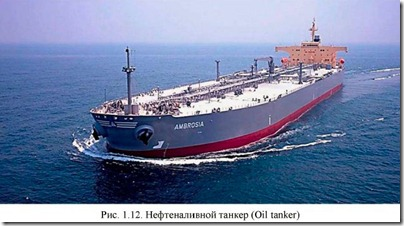 AMBROSIA
Рис. 1.12. Нефтеналивной танкер (Oil tanker)